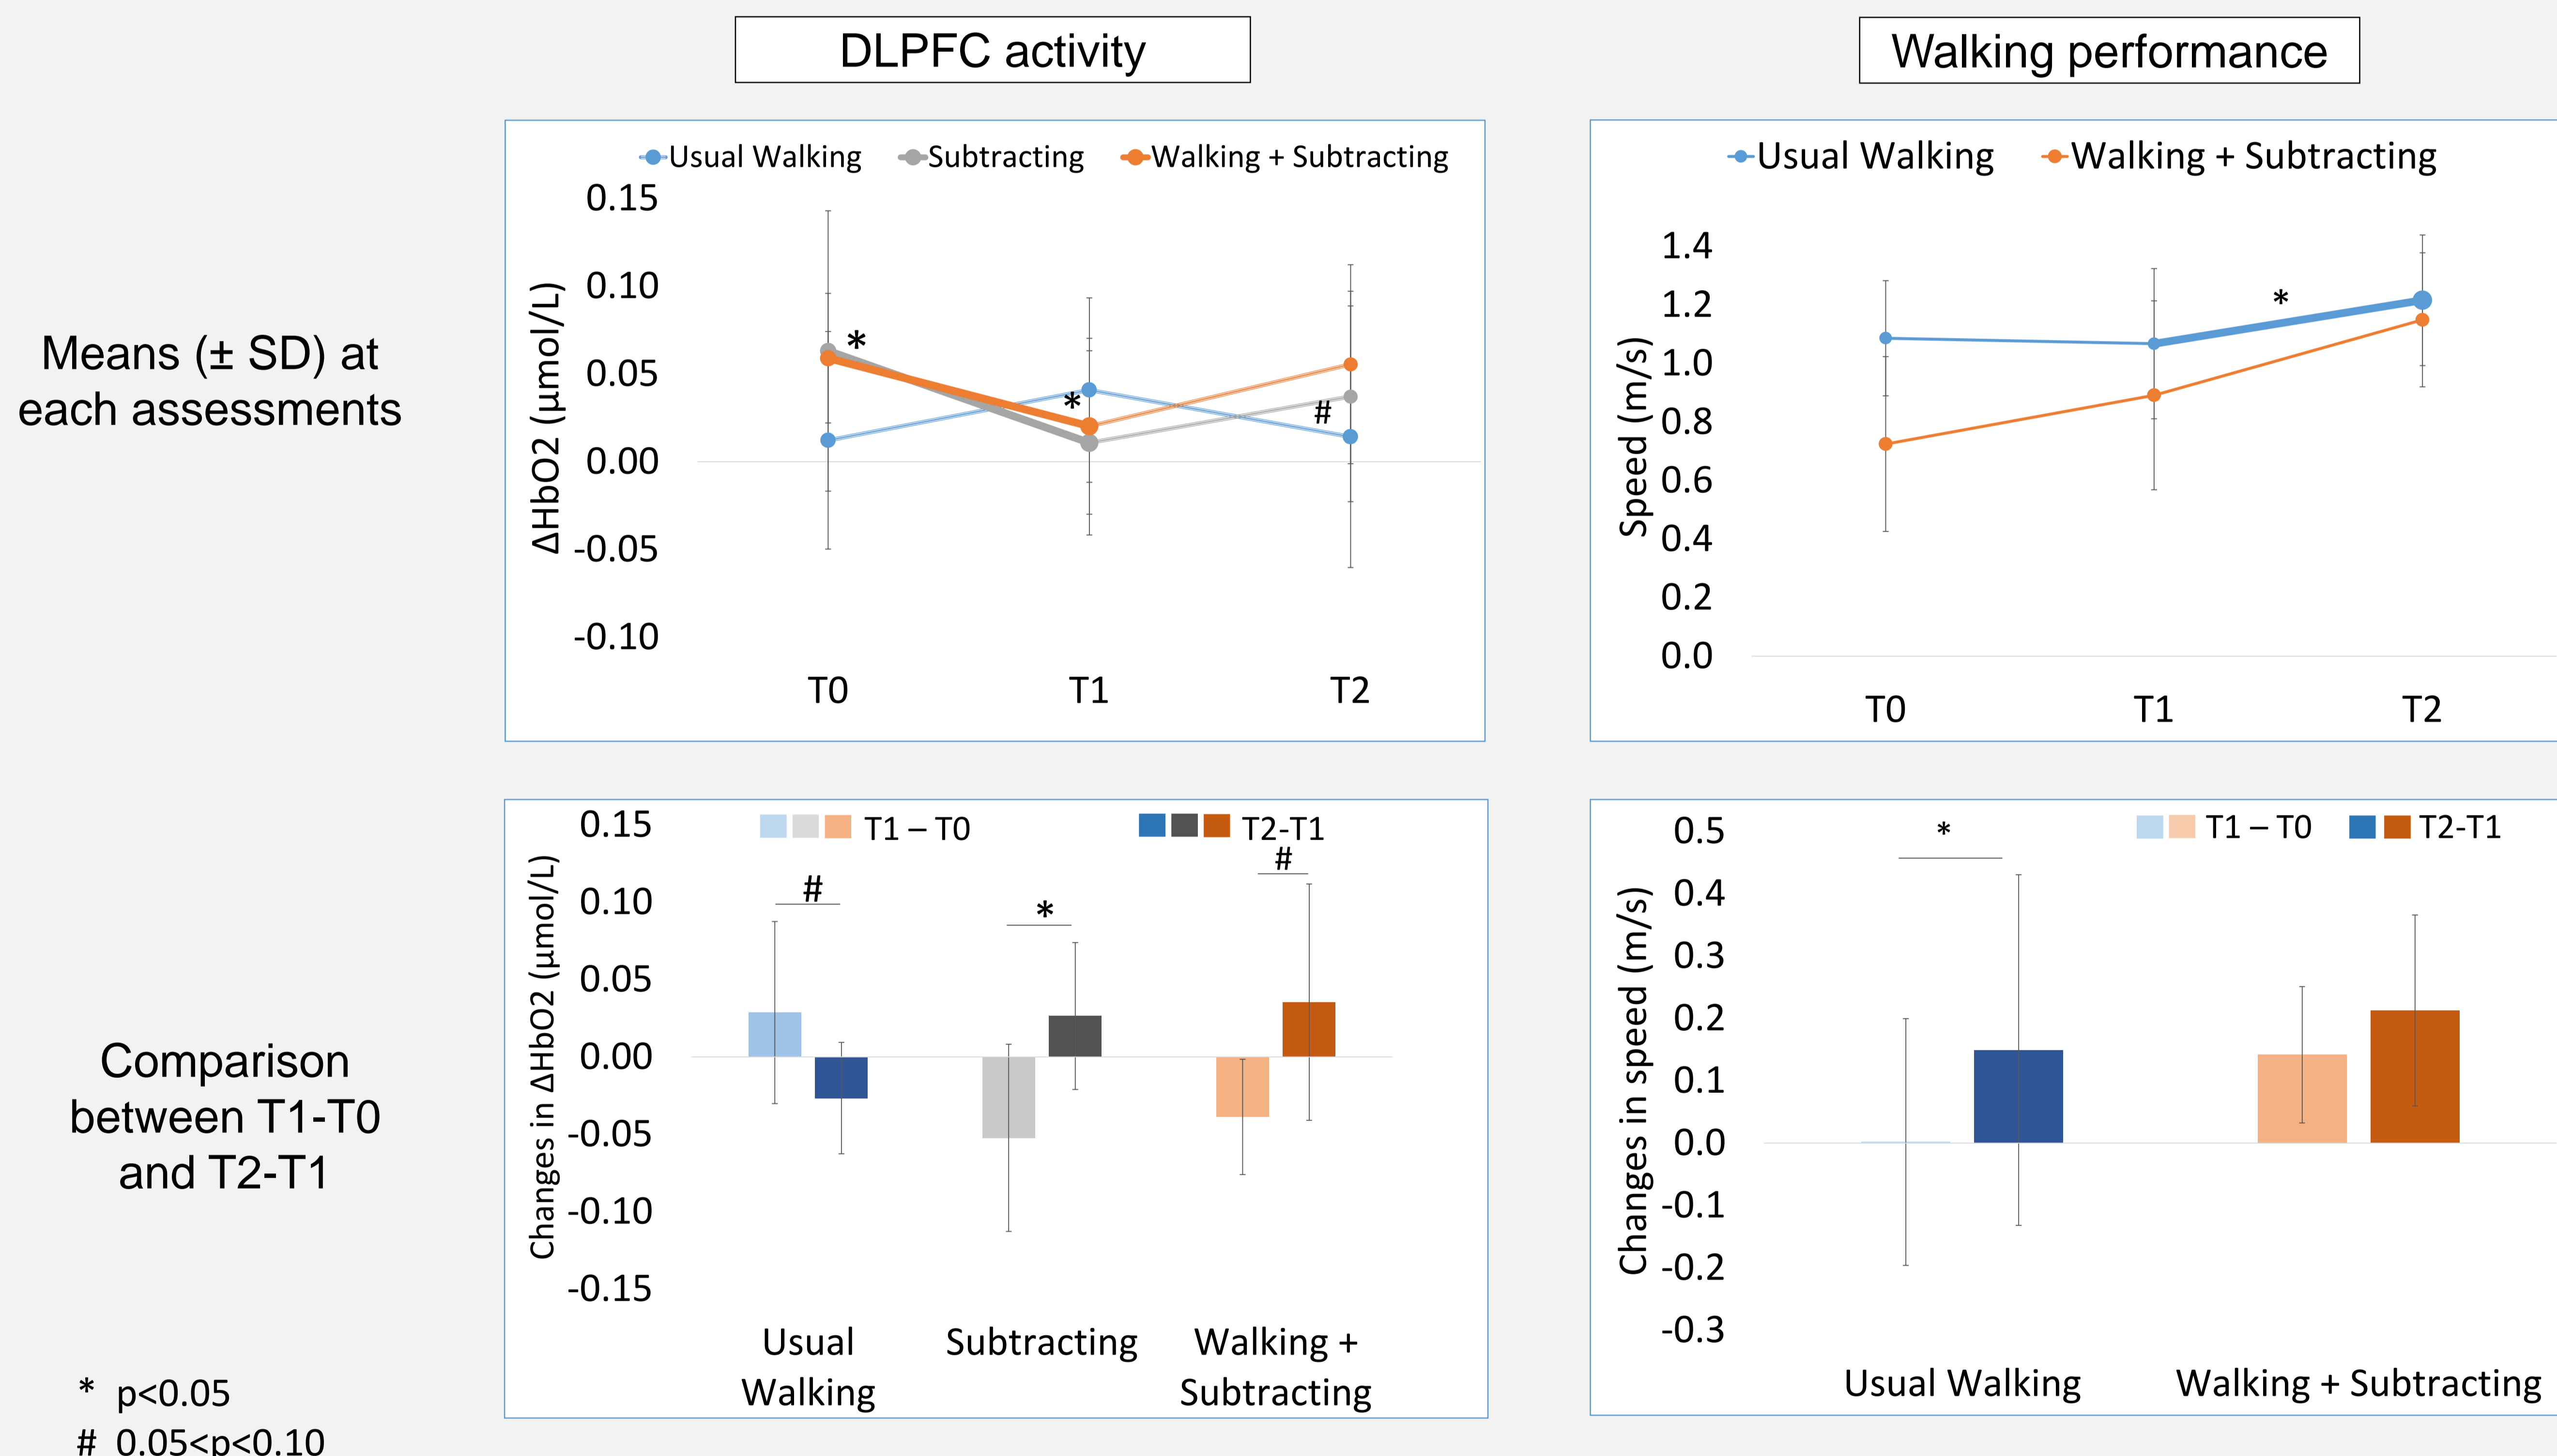 DLPFC activity
Walking performance
Means (± SD) at
each assessments
Usual Walking Subtracting Walking + Subtracting
ΔHbO2 (μmol/L)
0.15
0.10
0.05
0.00
-0.05
-0.10
*
*
#
T0 T1 T2
Usual Walking Walking + Subtracting
Speed (m/s)
1.4
1.2
1.0
0.8
0.6
0.4
0.2
0.0
*
T0 T1 T2
Comparison
between T1-T0
and T2-T1
T1 – T0 T2-T1
Changes in ΔHbO2 (μmol/L)
0.15
0.10
0.05
0.00
-0.05
-0.10
-0.15
#
*
#
Usual
Walking
Subtracting
Walking +
Subtracting
T1 – T0 T2-T1
Changes in speed (m/s)
0.5
0.4
0.3
0.2
0.1
0.0
-0.1
-0.2
-0.3
*
Usual Walking Walking + Subtracting
* p<0.05
# 0.05<p<0.10